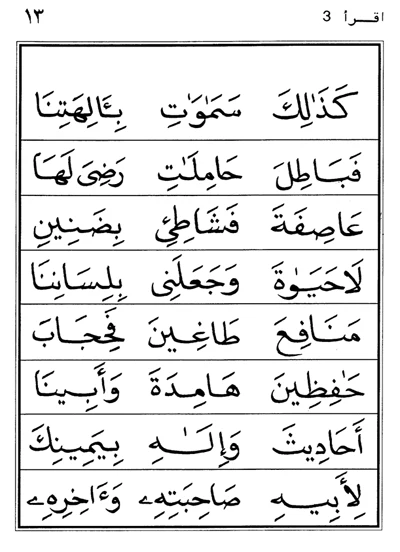 اقرأ 3 ١٣
كَذَٰلِكَ سَمَٰوَٰتِ بِـَٔالِهَتِنَا
فَبَاطِلَ حَامِلَٰتِ رَضِىَ لَهَا
عَاصِفَةَ فَشَاطِئِ بِضَنِينِ
لَاحَيَوٰةَ وَجَعَلَنِى بِلِسَانِنَا
مَنَافِعَ طَاغِينَ فَحِجَابَ
حَٰفِظِينَ هَامِدَةَ وَأَبِينَا
أَحَادِيثَ وَإِلَٰهِ بِيَمِينِكَ
لِأَبِيهِ صَاحِبَتِهِۦ وَءَاخِرِهِۦ